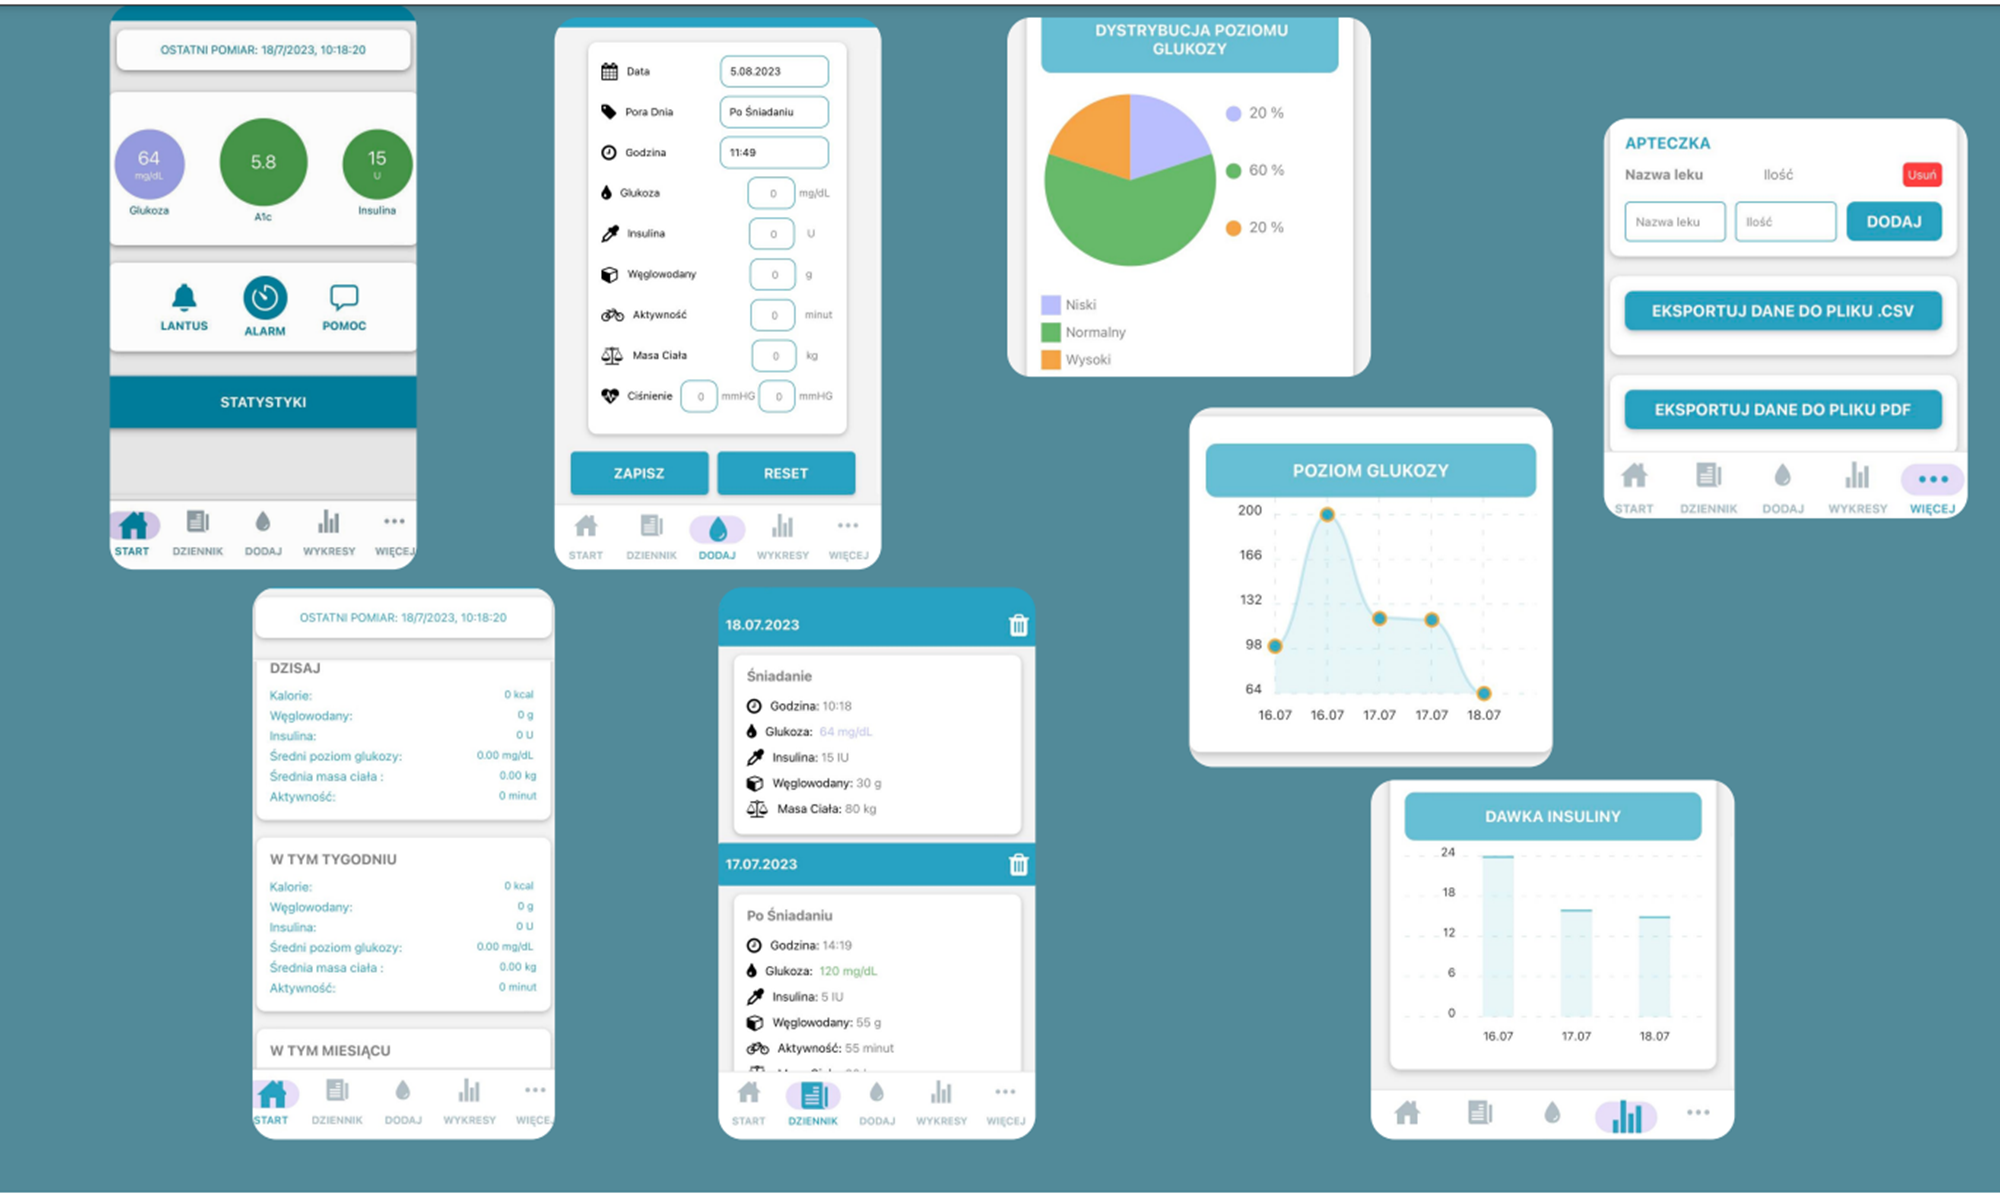 OSTATNI POMIAR: 18/7/2023, 10:18:20
64
mg/dL
Glukoza
5.8
A1c
15
U
Insulina
LANTUS
ALARM
POMOC
STATYSTYKI
START
DZIENNIK
DODAJ
WYKRESY
WIĘCEJ
Data 5.08.2023
Pora Dnia Po Śniadaniu
Godzina 11:49
Glukoza 0 mg/dL
Insulina 0 U
Węglowodany 0 g
Aktywność 0 minut
Masa Ciała 0 kg
Ciśnienie 0 mmHG 0 mmHG
ZAPISZ
RESET
START
DZIENNIK
DODAJ
WYKRESY
WIĘCEJ
DYSTRYBUCJA POZIOMU
GLUKOZY
20 %
60 %
20 %
Niski
Normalny
Wysoki
APTECZKA
Nazwa leku Ilość Usuń
Nazwa leku Ilość DODAJ
EKSPORTUJ DANE DO PLIKU .CSV
EKSPORTUJ DANE DO PLIKU PDF
START
DZIENNIK
DODAJ
WYKRESY
WIĘCEJ
POZIOM GLUKOZY
200
166
132
98
64
16.07 16.07 17.07 17.07 18.07
OSTATNI POMIAR: 18/7/2023, 10:18:20
DZISAJ
Kalorie: 0 kcal
Węglowodany: 0 g
Insulina: 0 U
Średni poziom glukozy: 0.00 mg/dL
Średnia masa ciała : 0.00 kg
Aktywność: 0 minut
W TYM TYGODNIU
Kalorie: 0 kcal
Węglowodany: 0 g
Insulina: 0 U
Średni poziom glukozy: 0.00 mg/dL
Średnia masa ciała : 0.00 kg
Aktywność: 0 minut
W TYM MIESIĄCU
START
DZIENNIK
DODAJ
WYKRESY
WIĘCE
18.07.2023
Śniadanie
Godzina: 10:18
Glukoza: 64 mg/dL
Insulina: 15 IU
Węglowodany: 30 g
Masa Ciała: 80 kg
17.07.2023
Po Śniadaniu
Godzina: 14:19
Glukoza: 120 mg/dL
Insulina: 5 IU
Węglowodany: 55 g
Aktywność: 55 minut
START
DZIENNIK
DODAJ
WYKRESY
WIĘCEJ
DAWKA INSULINY
24
18
12
6
0
16.07 17.07 18.07